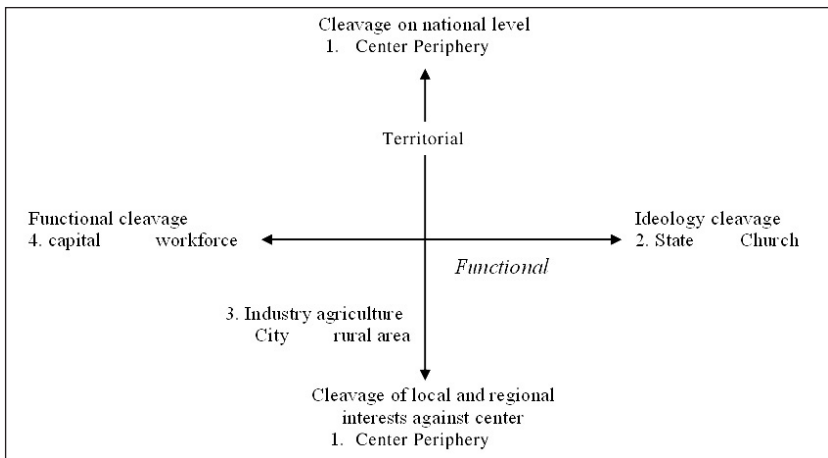 Cleavage on national level
1. Center Periphery
Territorial
Functional cleavage
4. capital workforce
Ideology cleavage
2. State Church
Functional
3. Industry agriculture
City rural area
Cleavage of local and regional
interests against center
1. Center Periphery